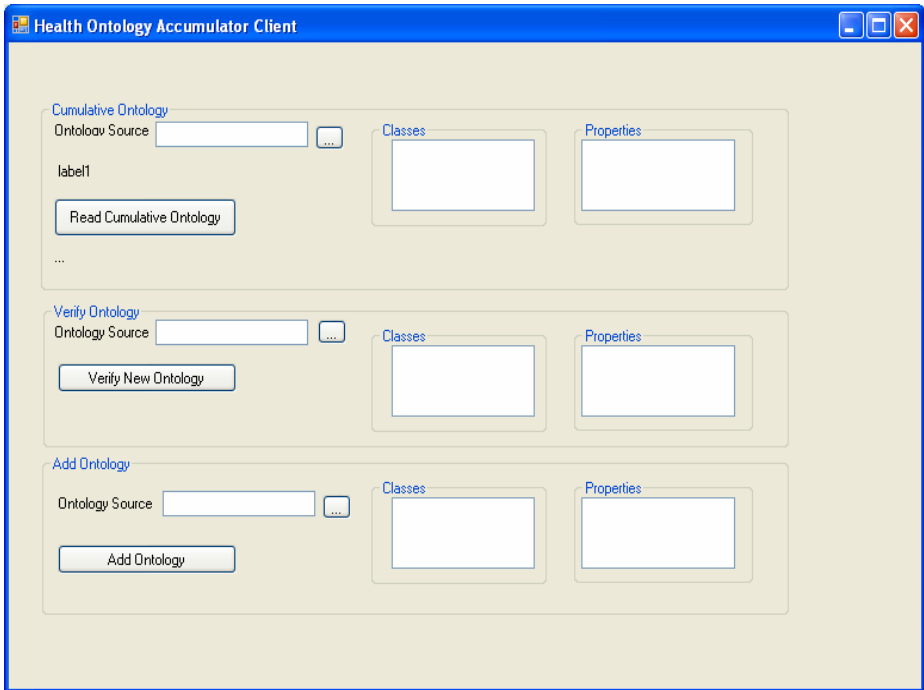 Health Ontology Accumulator Client
Cumulative Ontology
Ontology Source
...
Classes
Properties
label1
Read Cumulative Ontology
...
Verify Ontology
Ontology Source
...
Classes
Properties
Verify New Ontology
Add Ontology
Ontology Source
...
Classes
Properties
Add Ontology